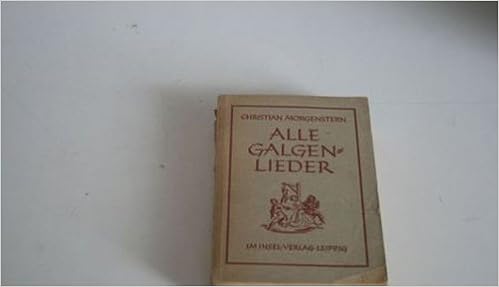 CHRISTIAN MORGENSTERN
ALLE
GALGEN=
LIEDER
IM INSEL-VERLAG-LEIPZIG